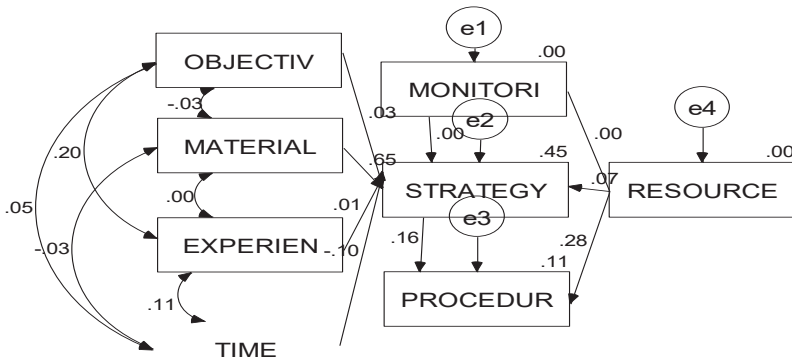 e1
.00
OBJECTIV
MONITORI
e4
-.03
.03
.00
e2
.00
.20
MATERIAL
.65
.45
.00
STRATEGY
.07
RESOURCE
.00
.01
e3
.05
-.03
EXPERIEN
-.10
.16
.28
.11
PROCEDUR
.11
TIME